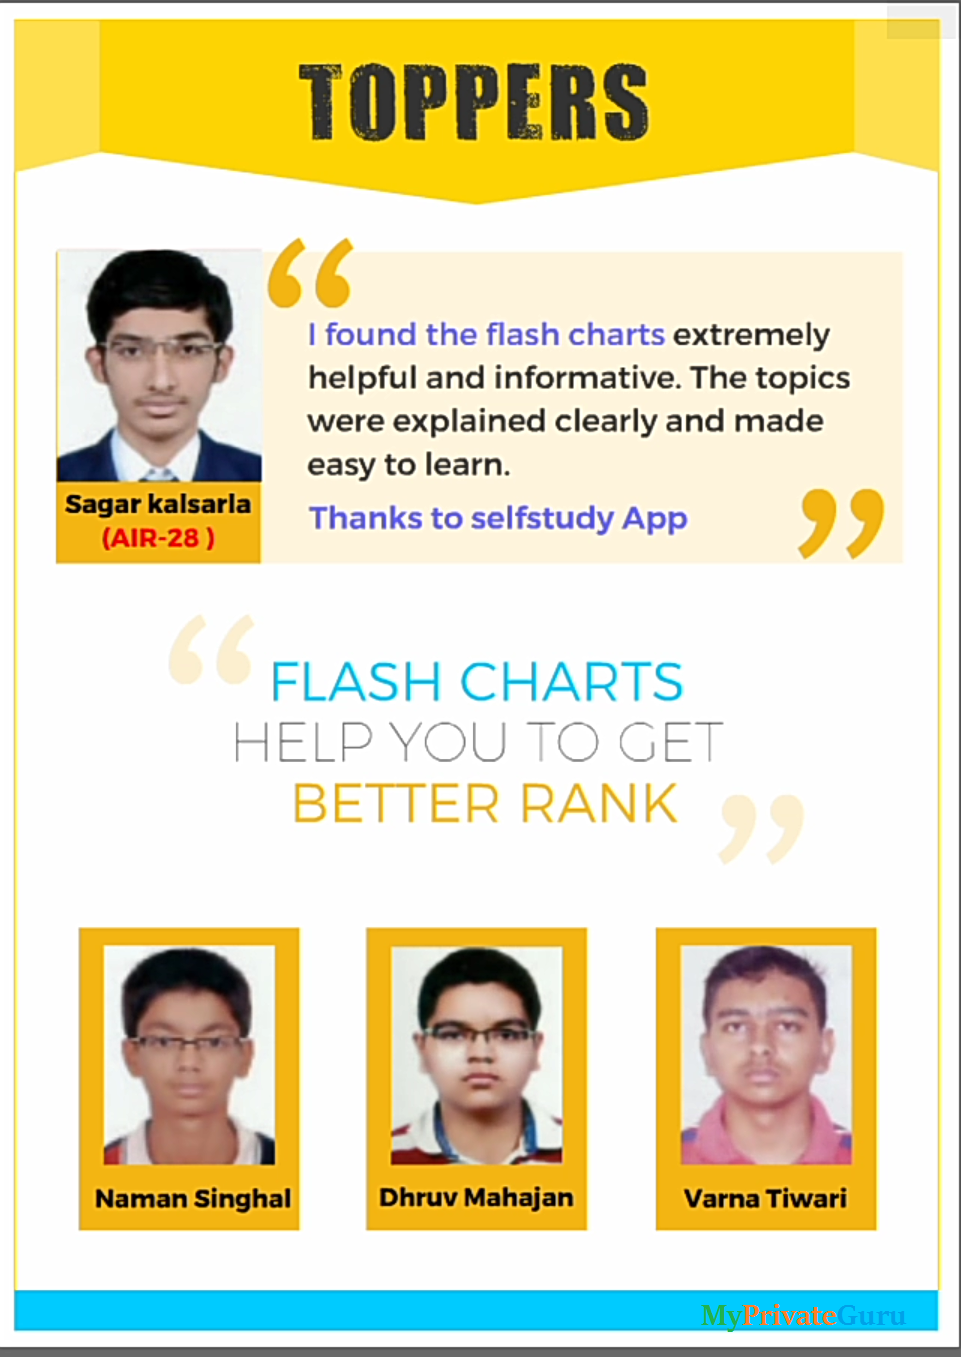 TOPPERS
I found the flash charts extremely
helpful and informative. The topics
were explained clearly and made
easy to learn.
Thanks to selfstudy App
Sagar kalsarla
(AIR-28 )
FLASH CHARTS
HELP YOU TO GET
BETTER RANK
Naman Singhal
Dhruv Mahajan
Varna Tiwari
MyPrivateGuru